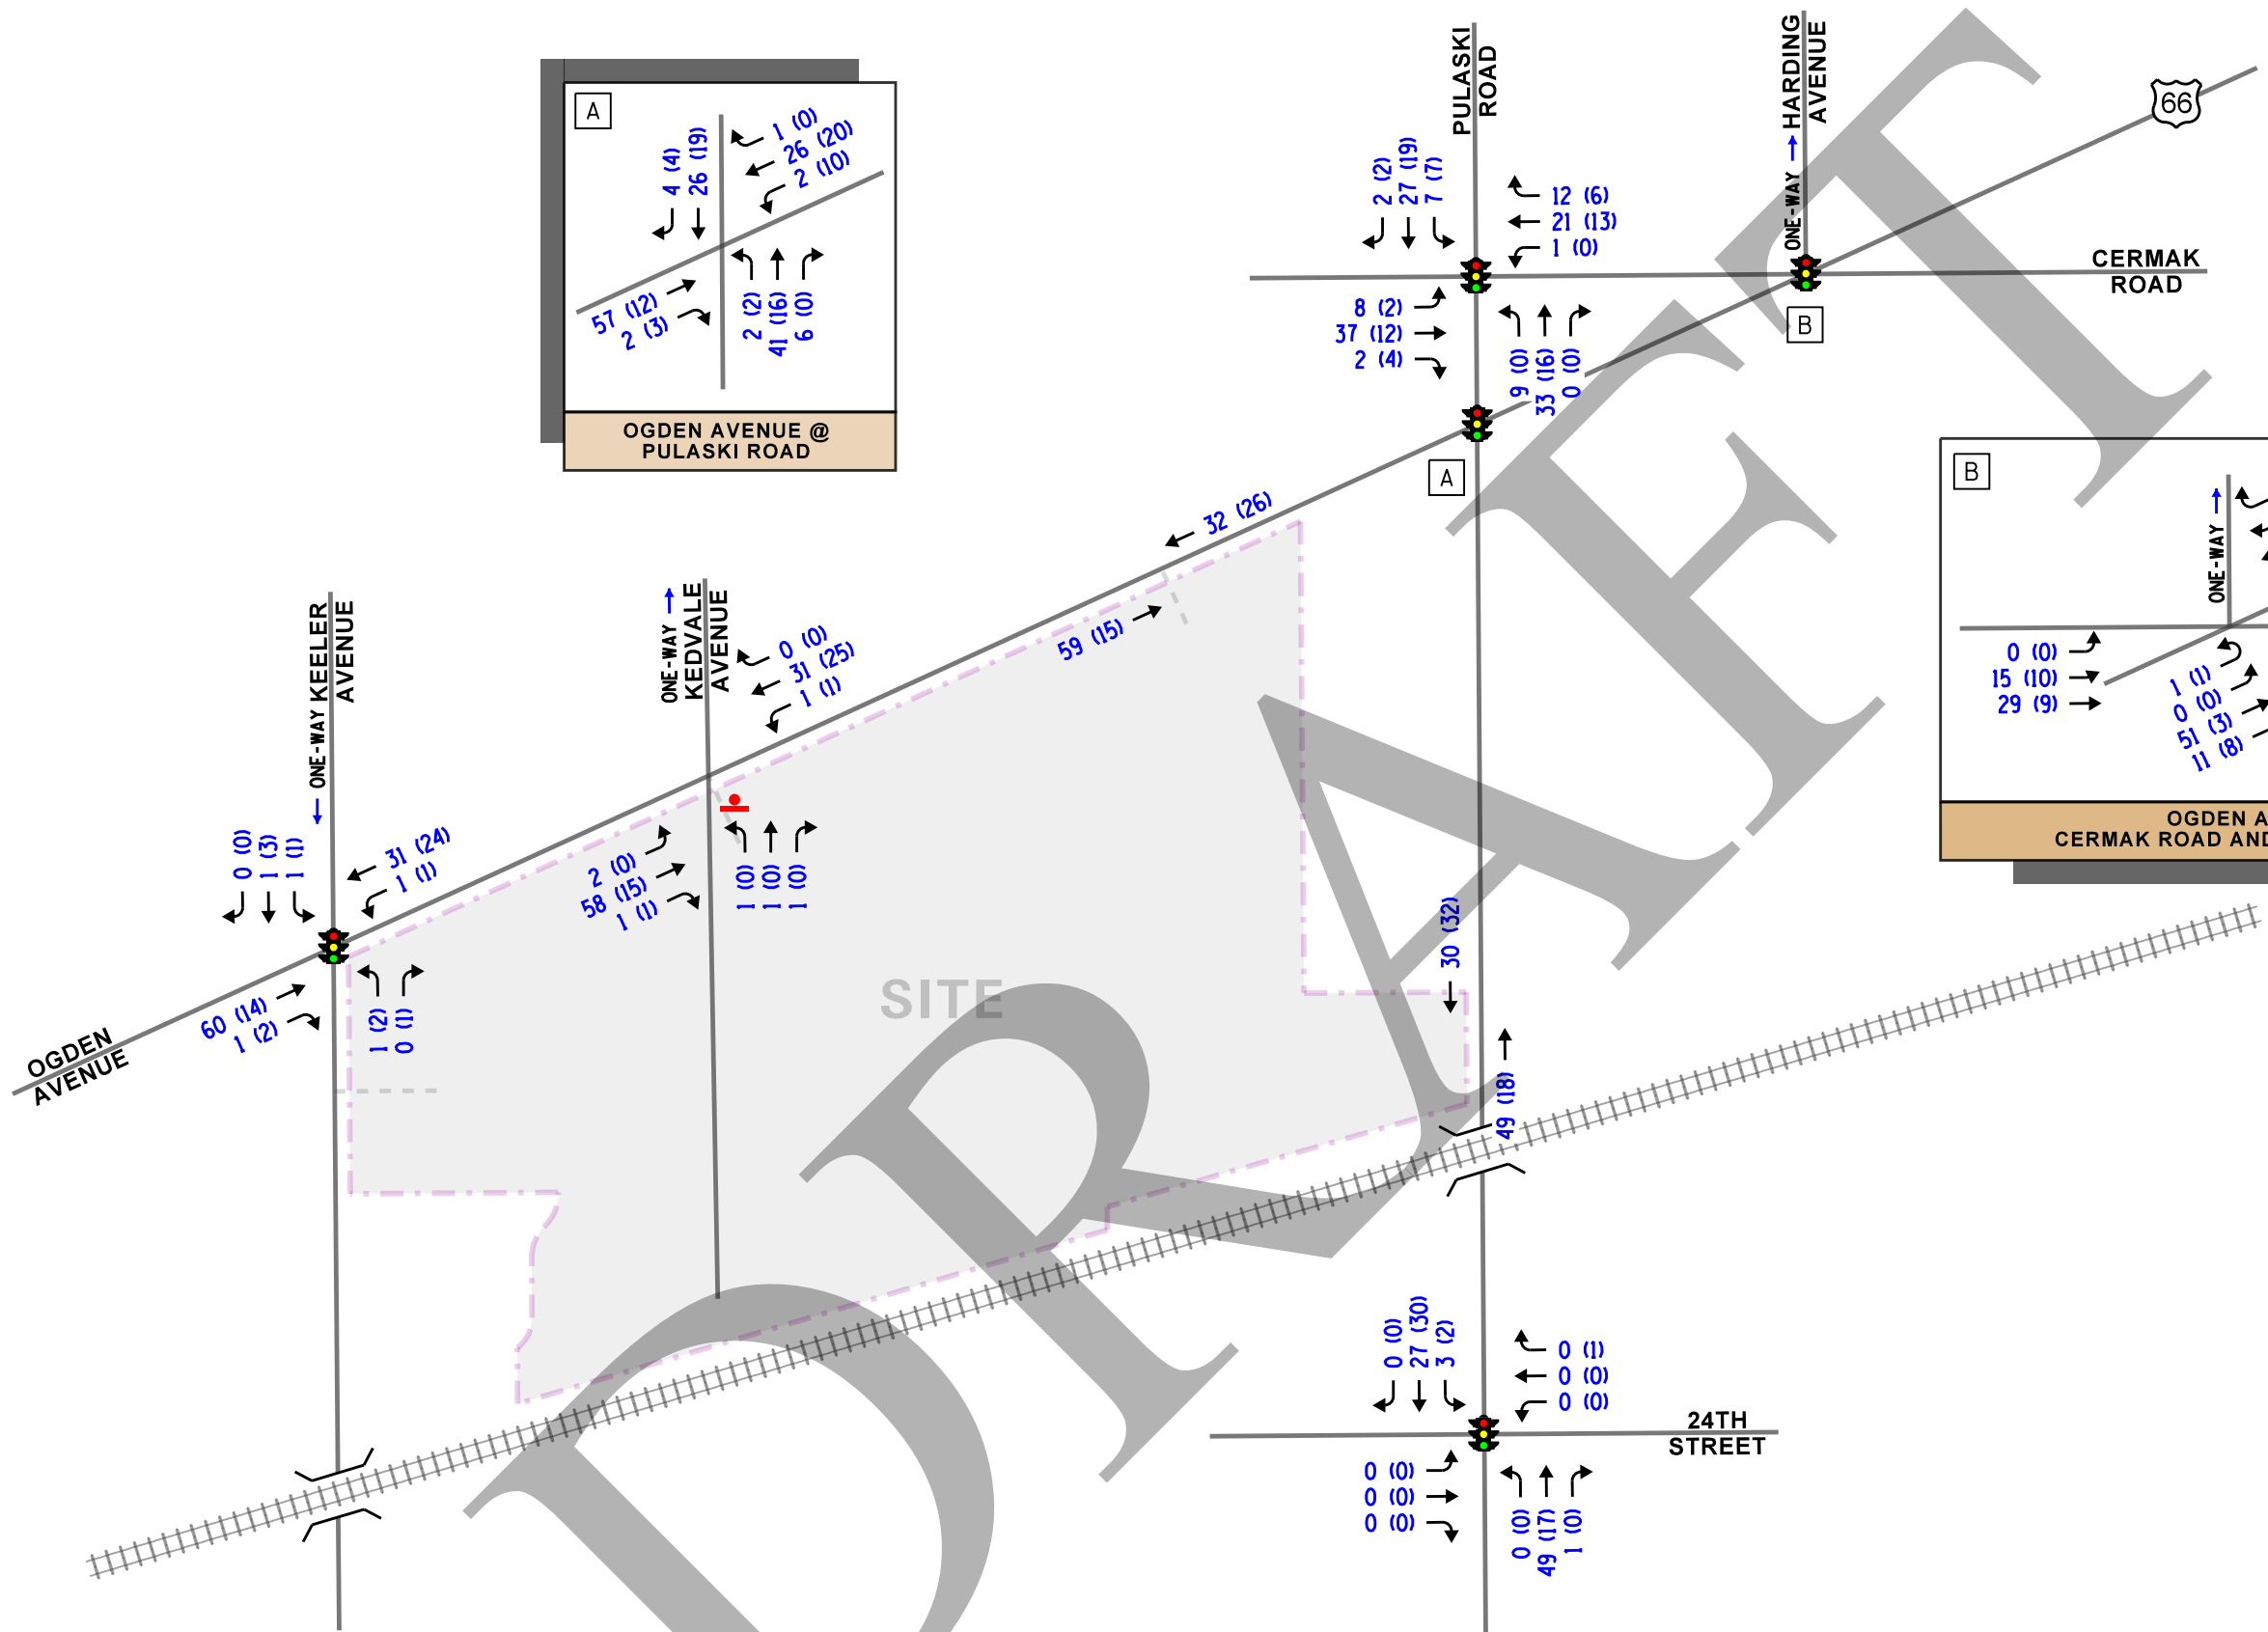 PULASKI
ROAD
ONE-WAY HARDING
AVENUE
66
A
4 (4)
26 (19)
1 (0)
26 (20)
2 (10)
57 (12)
2 (3)
2 (2)
41 (16)
6 (0)
OGDEN AVENUE @
PULASKI ROAD
2 (2)
27 (19)
7 (7)
12 (6)
21 (13)
1 (0)
8 (2)
37 (12)
2 (4)
9 (0)
33 (16)
0 (0)
CERMAK
ROAD
B
A
32 (26)
59 (15)
B
ONE-WAY
0 (0)
15 (10)
29 (9)
1 (1)
0 (0)
51 (3)
11 (8)
OGDEN A
CERMAK ROAD AND
ONE-WAY KEELER
AVENUE
ONE-WAY
KEDVALE
AVENUE
0 (0)
31 (25)
1 (1)
0 (0)
1 (3)
1 (1)
31 (24)
1 (1)
2 (0)
58 (15)
1 (1)
1 (0)
1 (0)
1 (0)
60 (14)
1 (2)
1 (2)
0 (1)
OGDEN
AVENUE
SITE
30 (32)
49 (18)
0 (0)
27 (30)
3 (2)
0 (1)
0 (0)
0 (0)
24TH
STREET
0 (0)
0 (0)
0 (0)
0 (0)
49 (17)
1 (0)
DRAFT